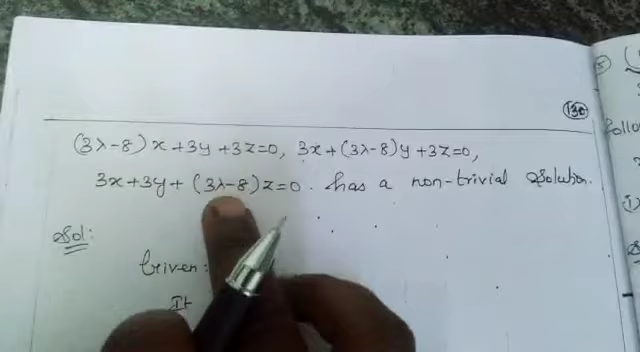 (130)
(3λ-8)x+3y+3z=0, 3x+(3λ-8)y+3z=0,
3x+3y+(3λ-8)z=0. has a non-trivial solution.
Sol:
Given: